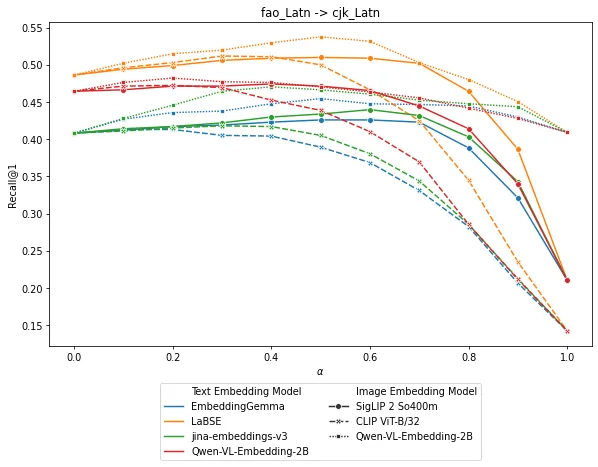 fao_Latn -> cjk_Latn
0.55
0.50
0.45
0.40
0.35
0.30
0.25
0.20
0.15
Recall@1
0.0
0.2
0.4
0.6
0.8
1.0
α
Text Embedding Model
EmbeddingGemma
LaBSE
jina-embeddings-v3
Qwen-VL-Embedding-2B
Image Embedding Model
SigLIP 2 So400m
CLIP ViT-B/32
Qwen-VL-Embedding-2B